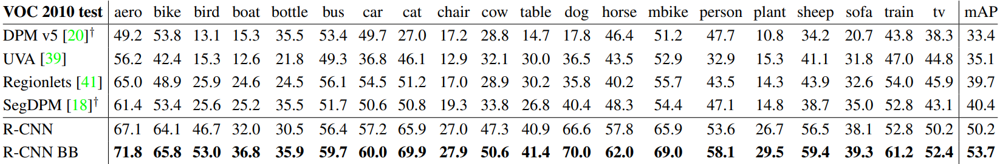 VOC 2010 test aero bike bird boat bottle bus car cat chair cow table dog horse mbike person plant sheep sofa train tv mAP
DPM v5 [20]† 49.2 53.8 13.1 15.3 35.5 53.4 49.7 27.0 17.2 28.8 14.7 17.8 46.4 51.2 47.7 10.8 34.2 20.7 43.8 38.3 33.4
UVA [39] 56.2 42.4 15.3 12.6 21.8 49.3 36.8 46.1 12.9 32.1 30.0 36.5 43.5 52.9 32.9 15.3 41.1 31.8 47.0 44.8 35.1
Regionlets [41] 65.0 48.9 25.9 24.6 24.5 56.1 54.5 51.2 17.0 28.9 30.2 35.8 40.2 55.7 43.5 14.3 43.9 32.6 54.0 45.9 39.7
SegDPM [18]† 61.4 53.4 25.6 25.2 35.5 51.7 50.6 50.8 19.3 33.8 26.8 40.4 48.3 54.4 47.1 14.8 38.7 35.0 52.8 43.1 40.4
R-CNN 67.1 64.1 46.7 32.0 30.5 56.4 57.2 65.9 27.0 47.3 40.9 66.6 57.8 65.9 53.6 26.7 56.5 38.1 52.8 50.2 50.2
R-CNN BB 71.8 65.8 53.0 36.8 35.9 59.7 60.0 69.9 27.9 50.6 41.4 70.0 62.0 69.0 58.1 29.5 59.4 39.3 61.2 52.4 53.7